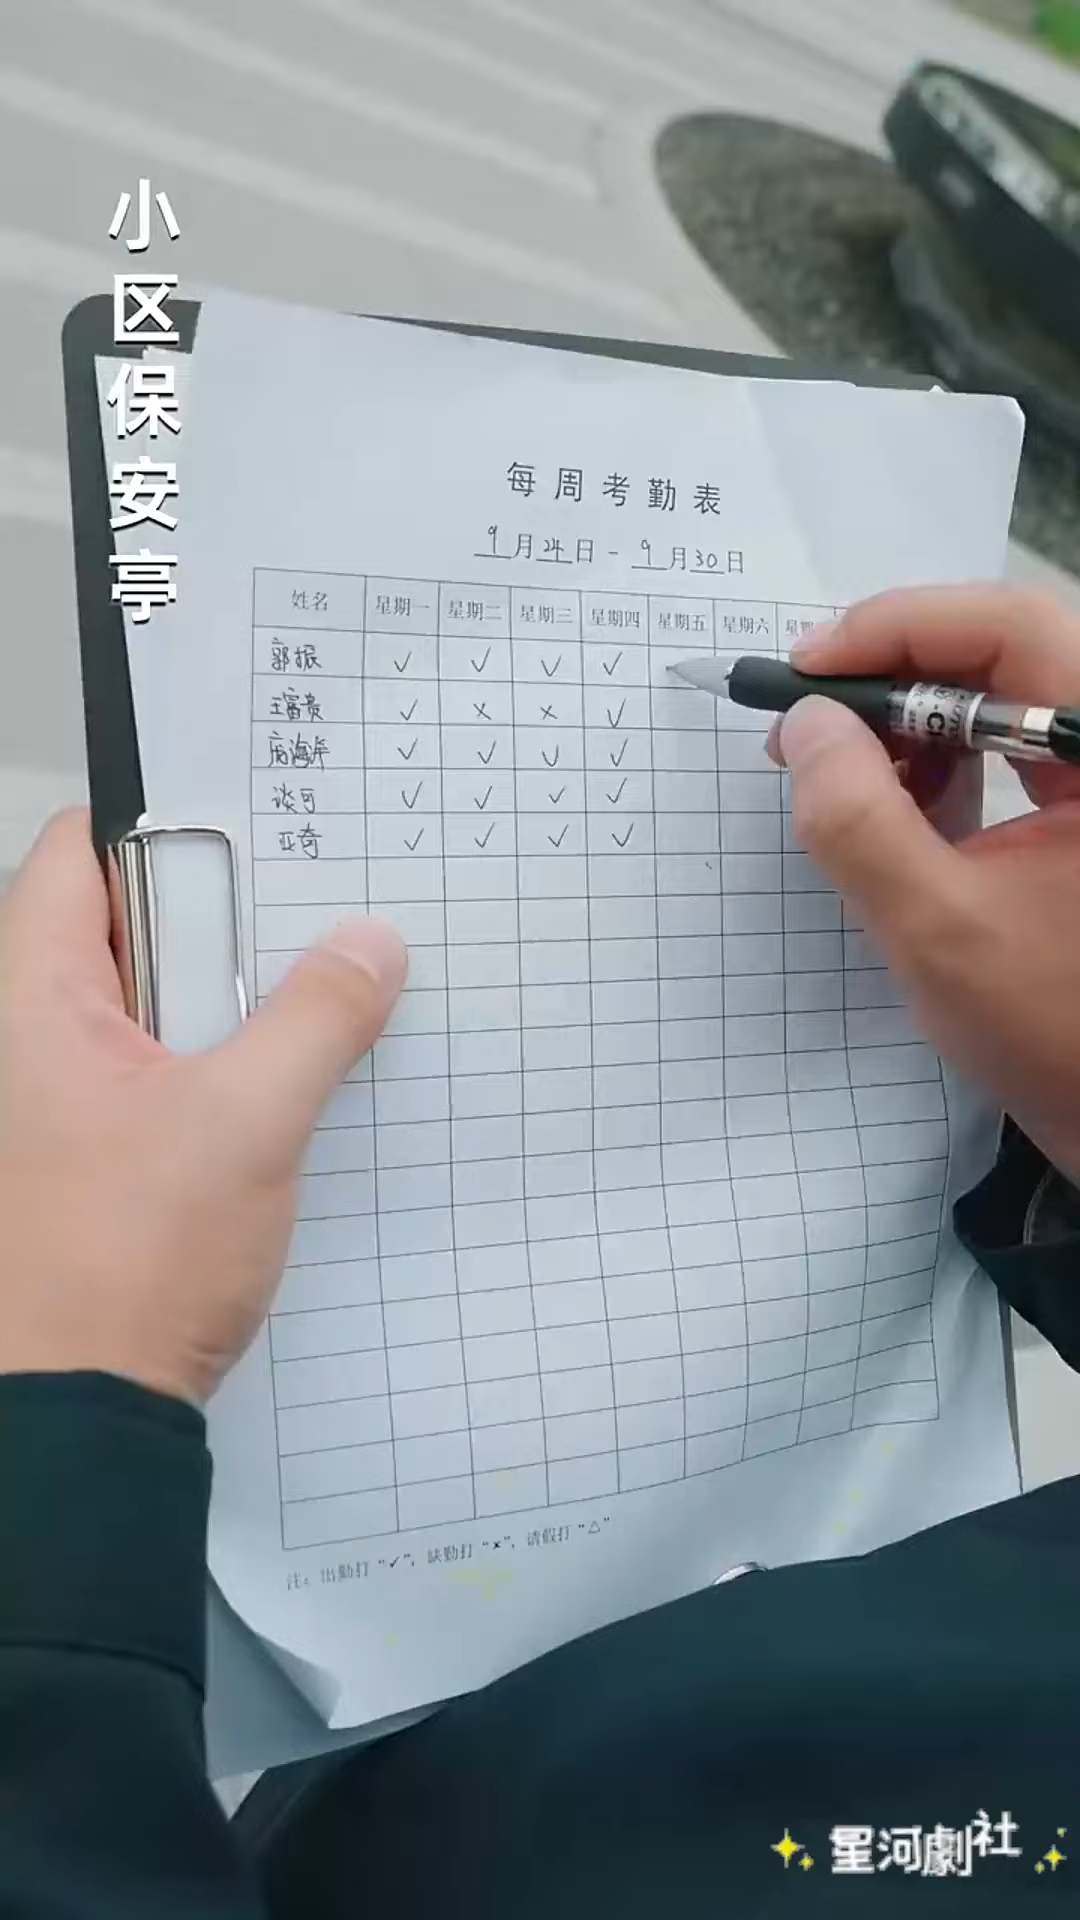 小区保安亭
每周考勤表
9月24日 - 9月30日
姓名 星期一 星期二 星期三 星期四 星期五 星期六 星期
郭振 ✓ ✓ ✓ ✓
王富贵 ✓ × × ✓
✓ ✓ ✓ ✓
谈可 ✓ ✓ ✓ ✓
亚奇 ✓ ✓ ✓ ✓
注：出勤打“✓”，缺勤打“×”，请假打“△”
星河劇社